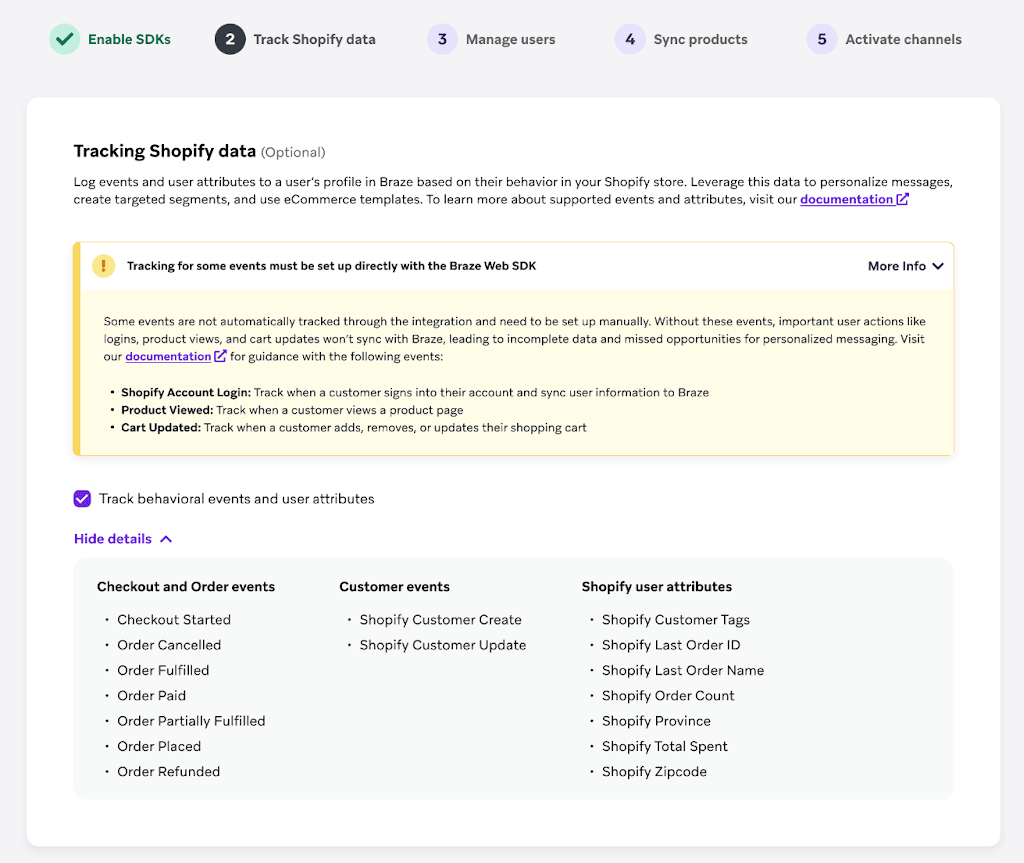 Enable SDKs
2 Track Shopify data
3 Manage users
4 Sync products
5 Activate channels
Tracking Shopify data (Optional)
Log events and user attributes to a user's profile in Braze based on their behavior in your Shopify store. Leverage this data to personalize messages,
create targeted segments, and use eCommerce templates. To learn more about supported events and attributes, visit our documentation
! Tracking for some events must be set up directly with the Braze Web SDK
More Info
Some events are not automatically tracked through the integration and need to be set up manually. Without these events, important user actions like
logins, product views, and cart updates won't sync with Braze, leading to incomplete data and missed opportunities for personalized messaging. Visit
our documentation for guidance with the following events:
• Shopify Account Login: Track when a customer signs into their account and sync user information to Braze
• Product Viewed: Track when a customer views a product page
• Cart Updated: Track when a customer adds, removes, or updates their shopping cart
Track behavioral events and user attributes
Hide details
Checkout and Order events
• Checkout Started
• Order Cancelled
• Order Fulfilled
• Order Paid
• Order Partially Fulfilled
• Order Placed
• Order Refunded
Customer events
• Shopify Customer Create
• Shopify Customer Update
Shopify user attributes
• Shopify Customer Tags
• Shopify Last Order ID
• Shopify Last Order Name
• Shopify Order Count
• Shopify Province
• Shopify Total Spent
• Shopify Zipcode